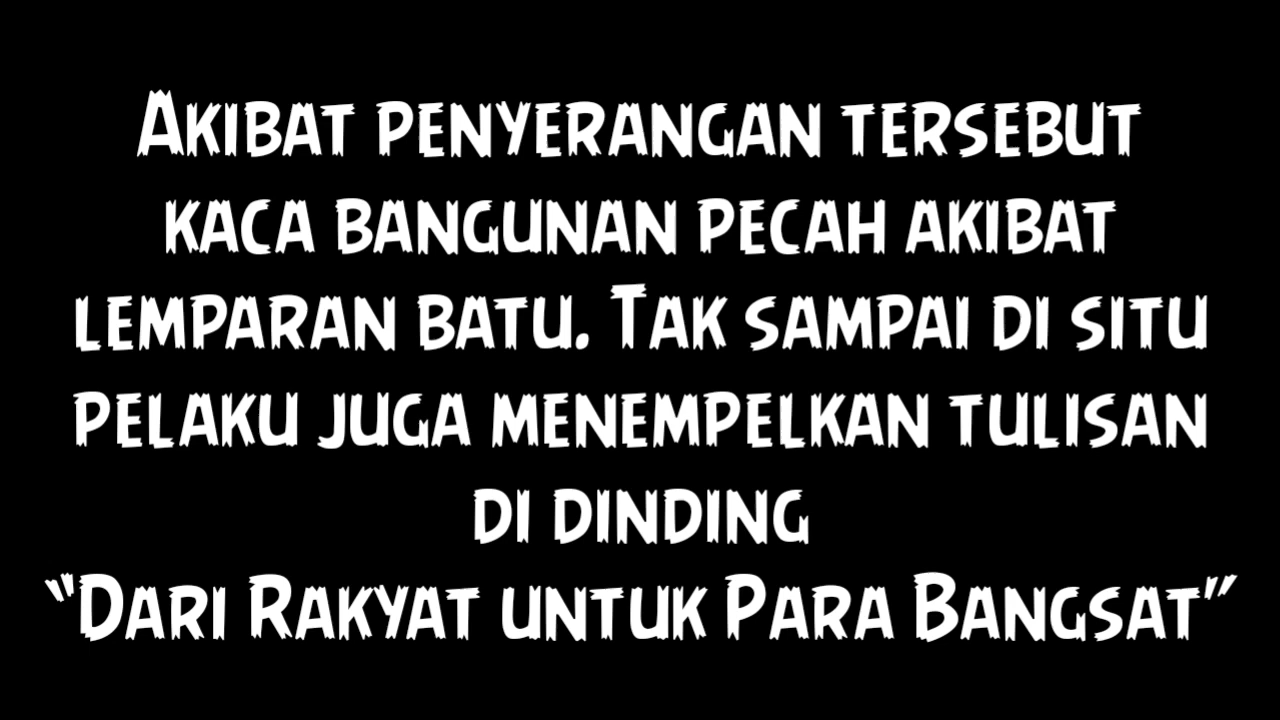 Akibat penyerangan tersebut
kaca bangunan pecah akibat
lemparan batu. Tak sampai di situ
pelaku juga menempelkan tulisan
di dinding
“Dari Rakyat untuk Para Bangsat”